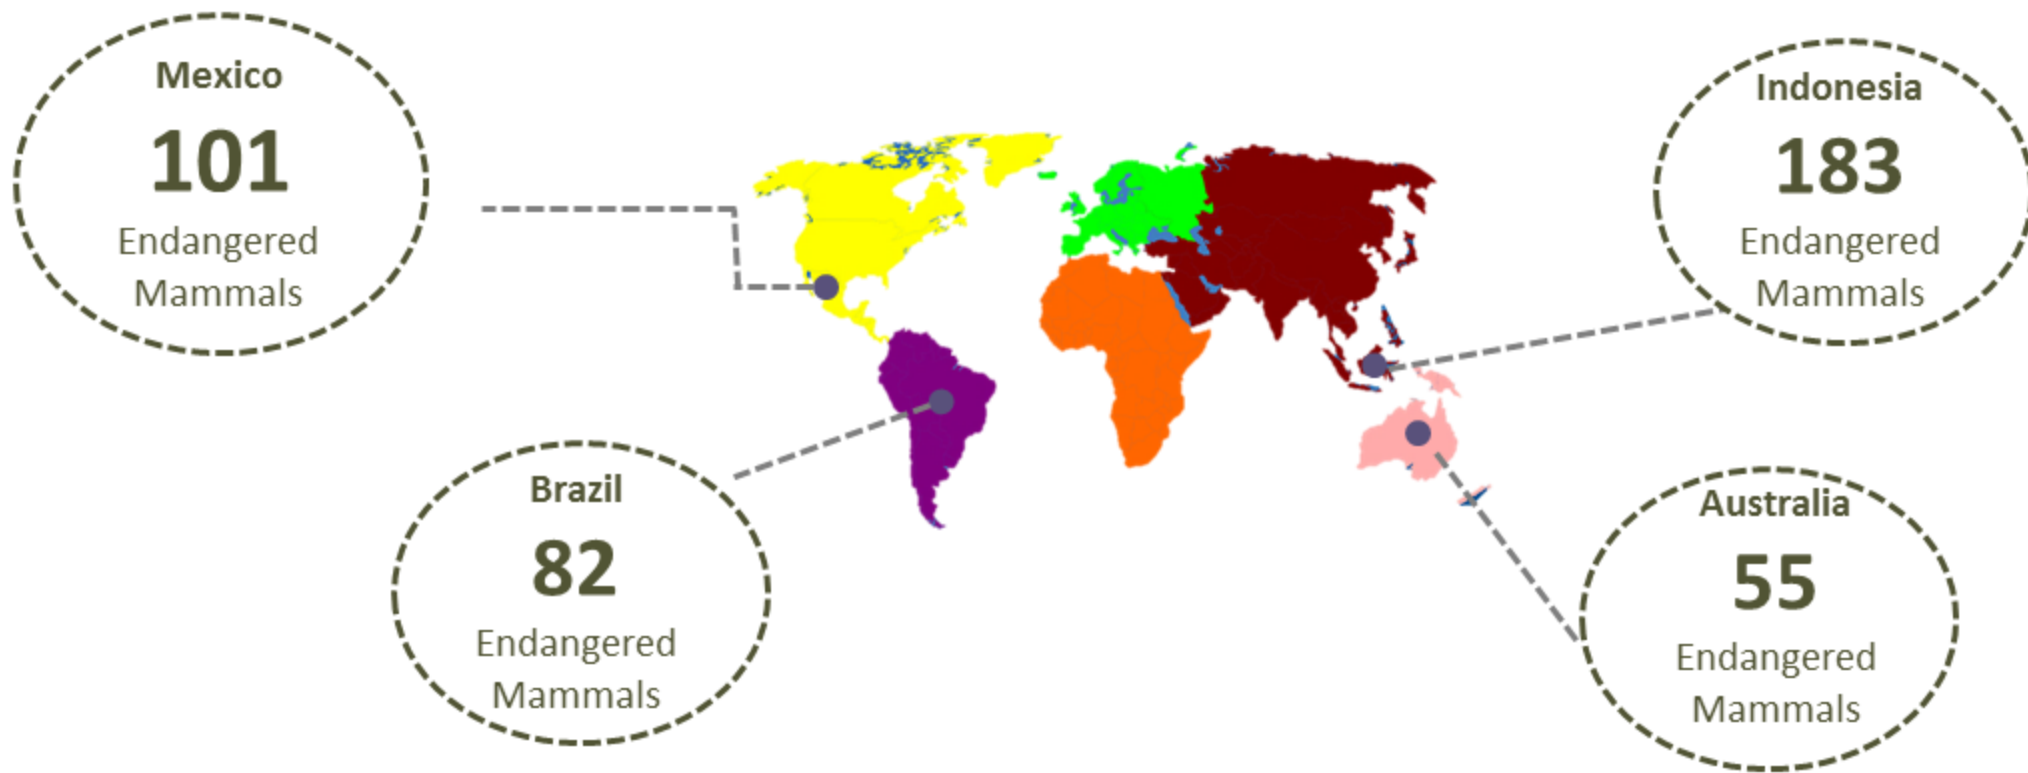 Mexico
101
Endangered
Mammals
Indonesia
183
Endangered
Mammals
Brazil
82
Endangered
Mammals
Australia
55
Endangered
Mammals